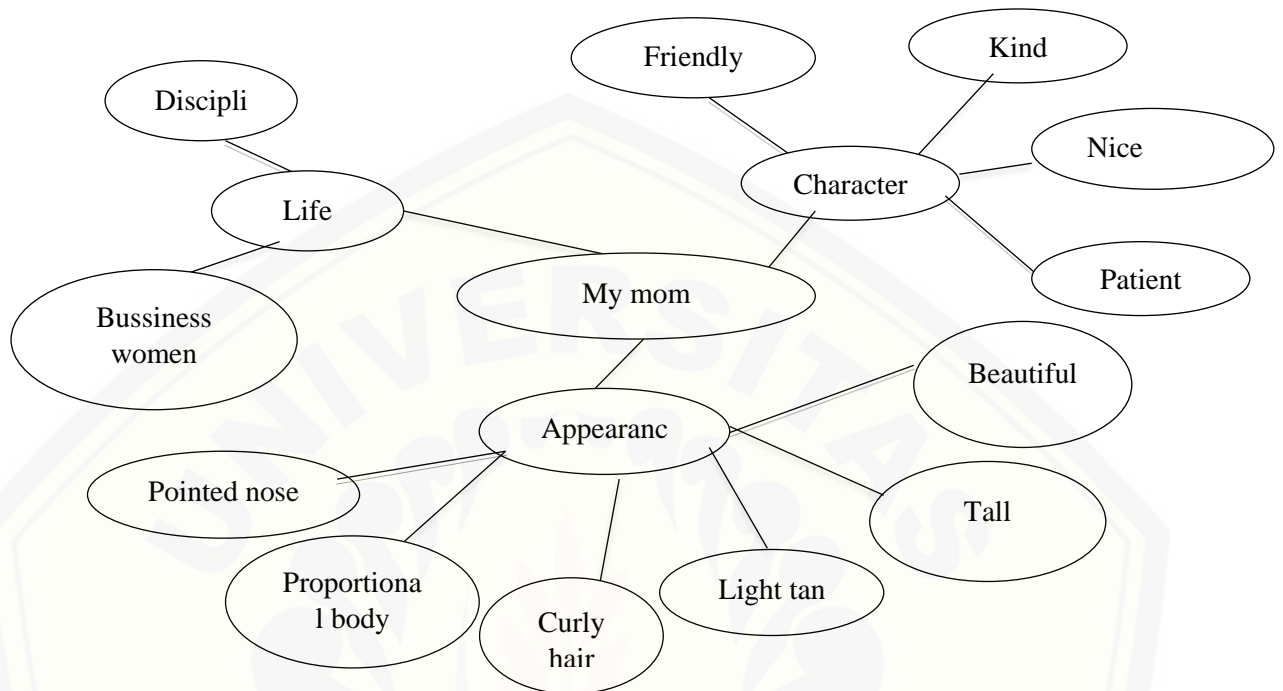 Friendly
Kind
Discipli
Nice
Character
Life
Patient
My mom
Bussiness
women
Beautiful
Appearanc
Pointed nose
Tall
Proportiona
l body
Light tan
Curly
hair
UNIVERSITAS